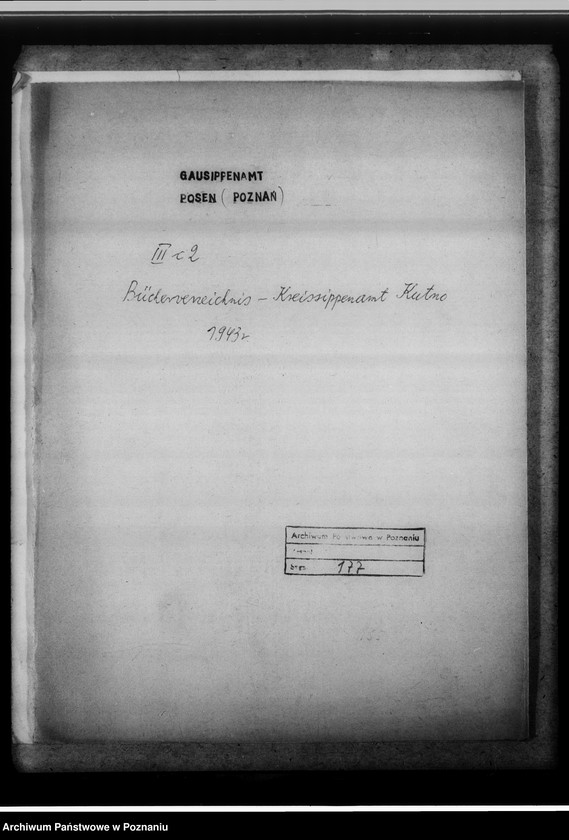 GAUSIPPENAMT
POSEN (POZNAŃ)
III c 2
Bücherverzeichnis – Kreissippenamt Kutno
1943 r.
Archiwum Państwowe w Poznaniu
177
Archiwum Państwowe w Poznaniu